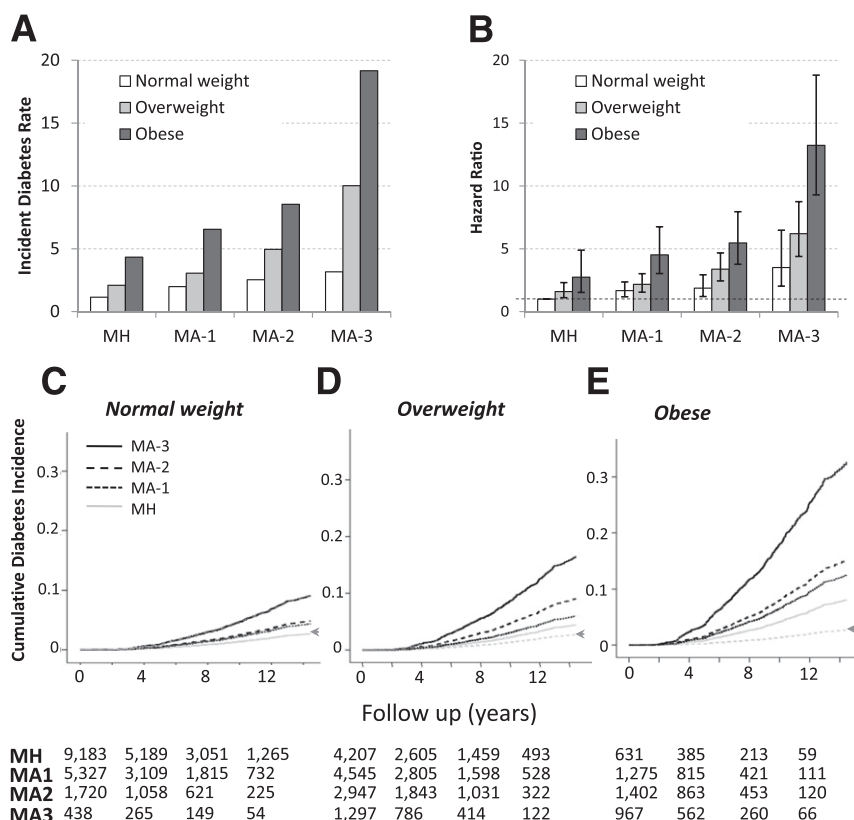 A
B
20
15
10
5
0
Incident Diabetes Rate
Normal weight
Overweight
Obese
MH MA-1 MA-2 MA-3
20
15
10
5
0
Hazard Ratio
Normal weight
Overweight
Obese
MH MA-1 MA-2 MA-3
C
D
E
Normal weight
Overweight
Obese
Cumulative Diabetes Incidence
MA-3
MA-2
MA-1
MH
0.3
0.2
0.1
0
0 4 8 12
0.3
0.2
0.1
0
0 4 8 12
0.3
0.2
0.1
0
0 4 8 12
Follow up (years)
MH 9,183 5,189 3,051 1,265 4,207 2,605 1,459 493 631 385 213 59
MA1 5,327 3,109 1,815 732 4,545 2,805 1,598 528 1,275 815 421 111
MA2 1,720 1,058 621 225 2,947 1,843 1,031 322 1,402 863 453 120
MA3 438 265 149 54 1,297 786 414 122 967 562 260 66